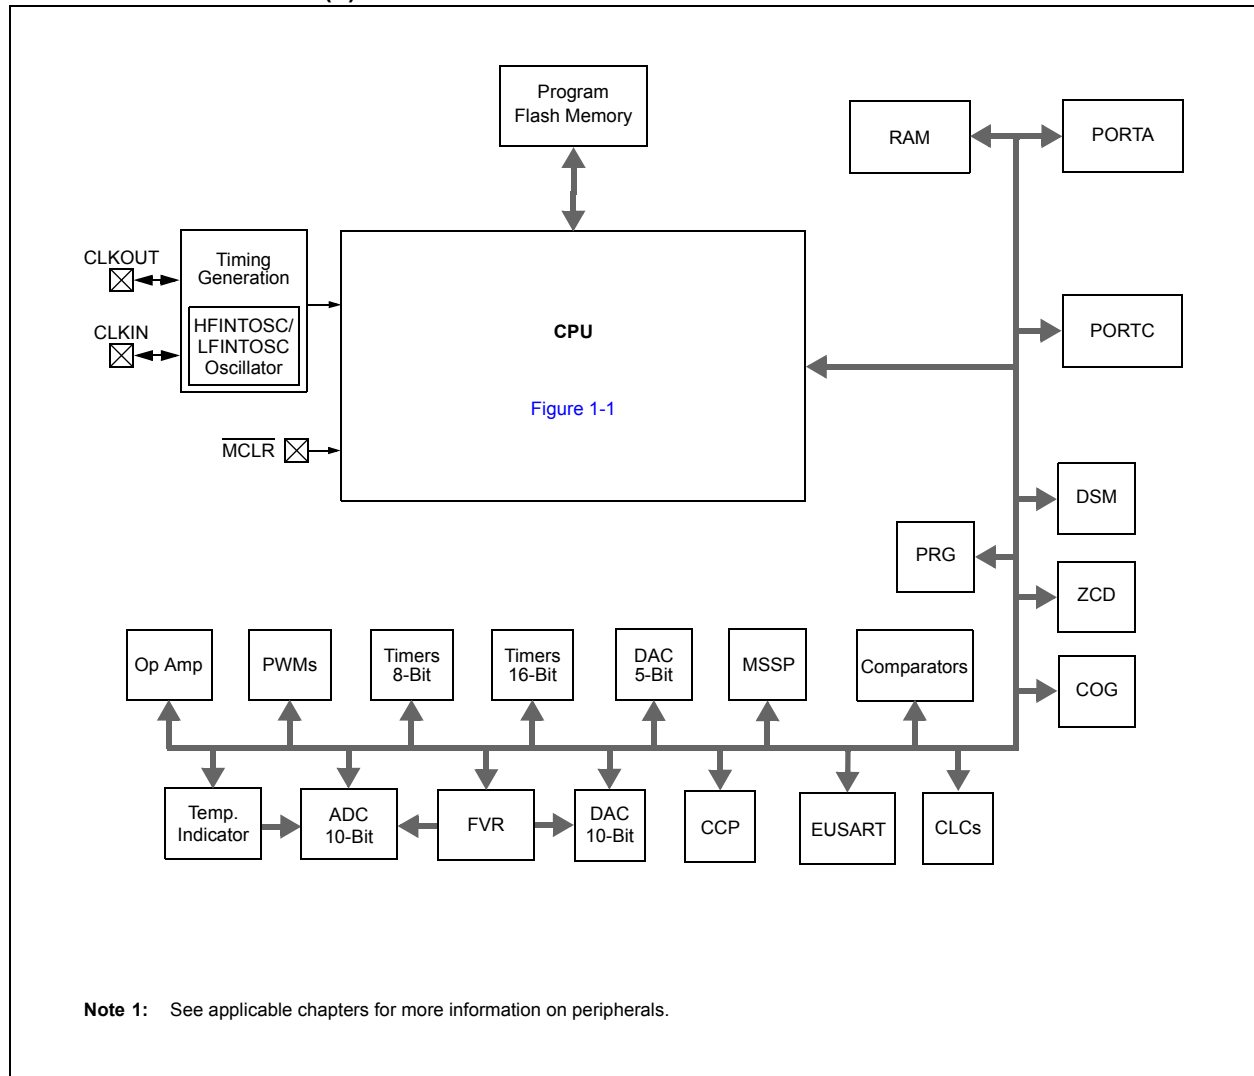 Program
Flash Memory
RAM
PORTA
CLKOUT
Timing
Generation
CLKIN
HFINTOSC/
LFINTOSC
Oscillator
CPU
PORTC
Figure 1-1
MCLR
DSM
PRG
ZCD
Op Amp
PWMs
Timers
8-Bit
Timers
16-Bit
DAC
5-Bit
MSSP
Comparators
COG
Temp.
Indicator
ADC
10-Bit
FVR
DAC
10-Bit
CCP
EUSART
CLCs
Note 1: See applicable chapters for more information on peripherals.